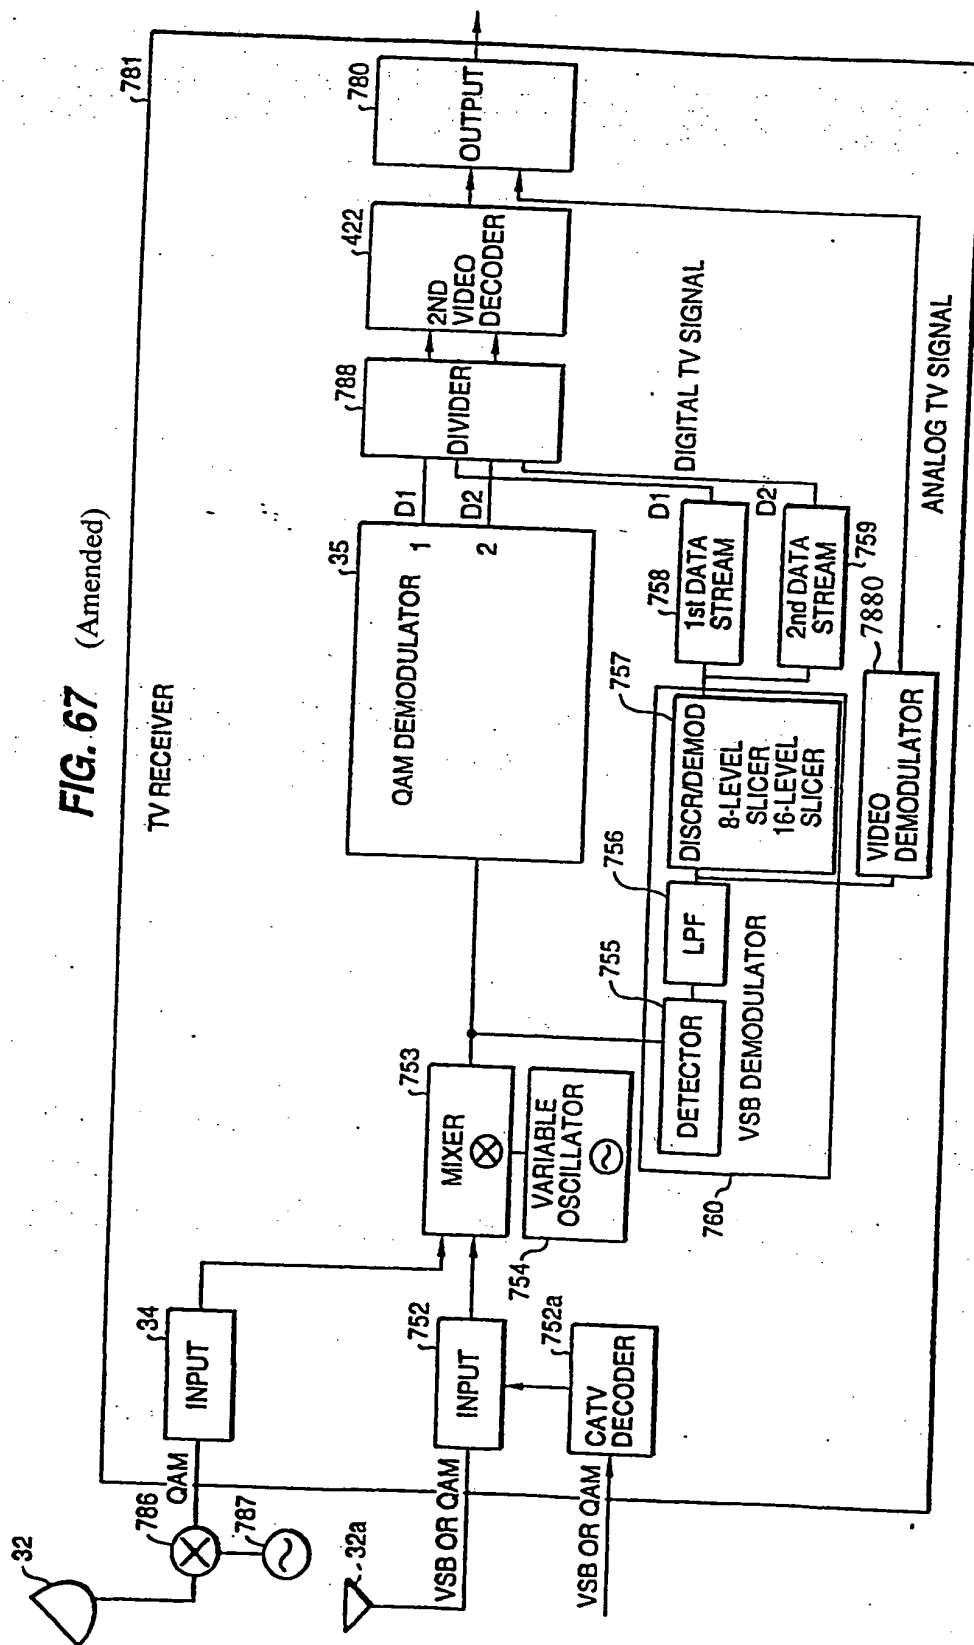 FIG. 67 (Amended)
TV RECEIVER
781
32
786
QAM
787
34
INPUT
32a
VSB OR QAM
752
INPUT
VSB OR QAM
752a
CATV
DECODER
753
MIXER
754
VARIABLE
OSCILLATOR
35
QAM DEMODULATOR
1
2
D1
D2
788
DIVIDER
422
2ND
VIDEO
DECODER
780
OUTPUT
760
755
DETECTOR
756
LPF
VSB DEMODULATOR
757
DISCR/DEMOD
8-LEVEL
SLICER
16-LEVEL
SLICER
758
1st DATA
STREAM
D1
2nd DATA
STREAM
759
D2
DIGITAL TV SIGNAL
7880
VIDEO
DEMODULATOR
ANALOG TV SIGNAL